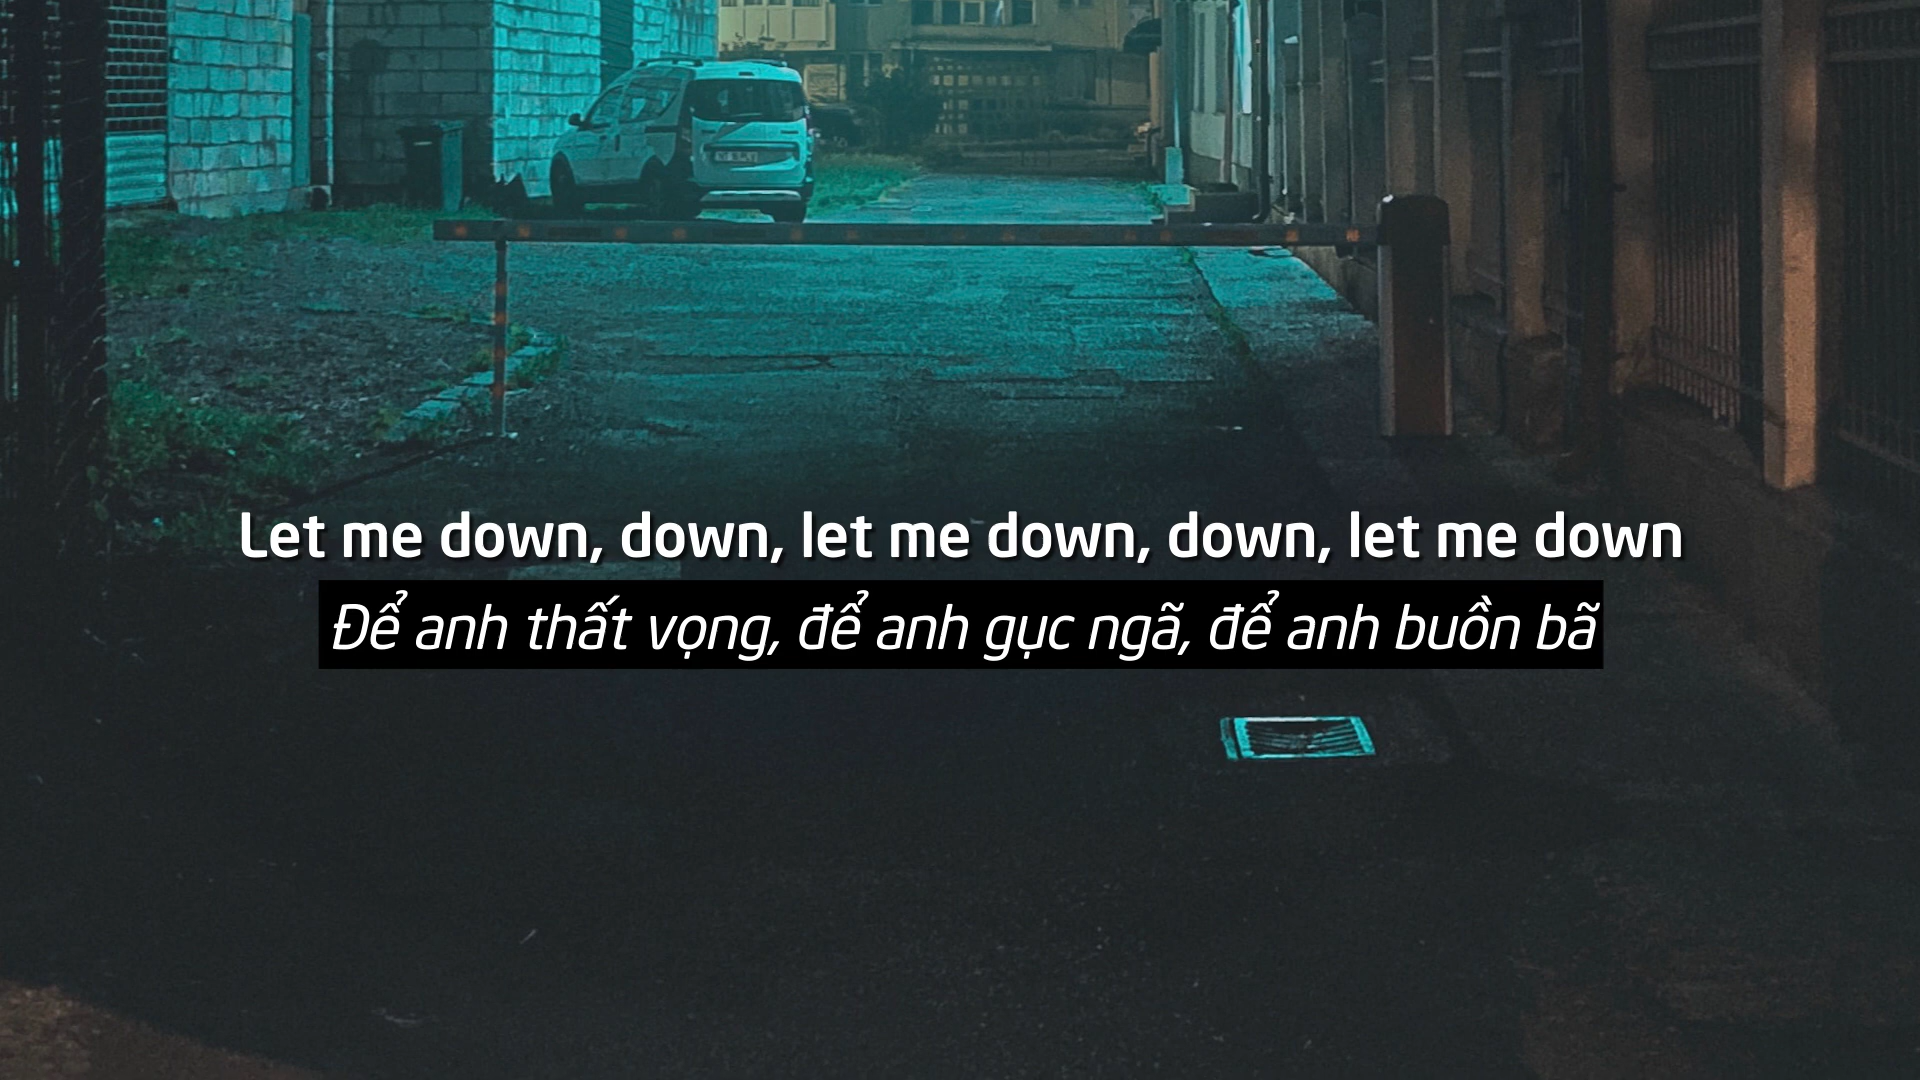 Let me down, down, let me down, down, let me down
Để anh thất vọng, để anh gục ngã, để anh buồn bã